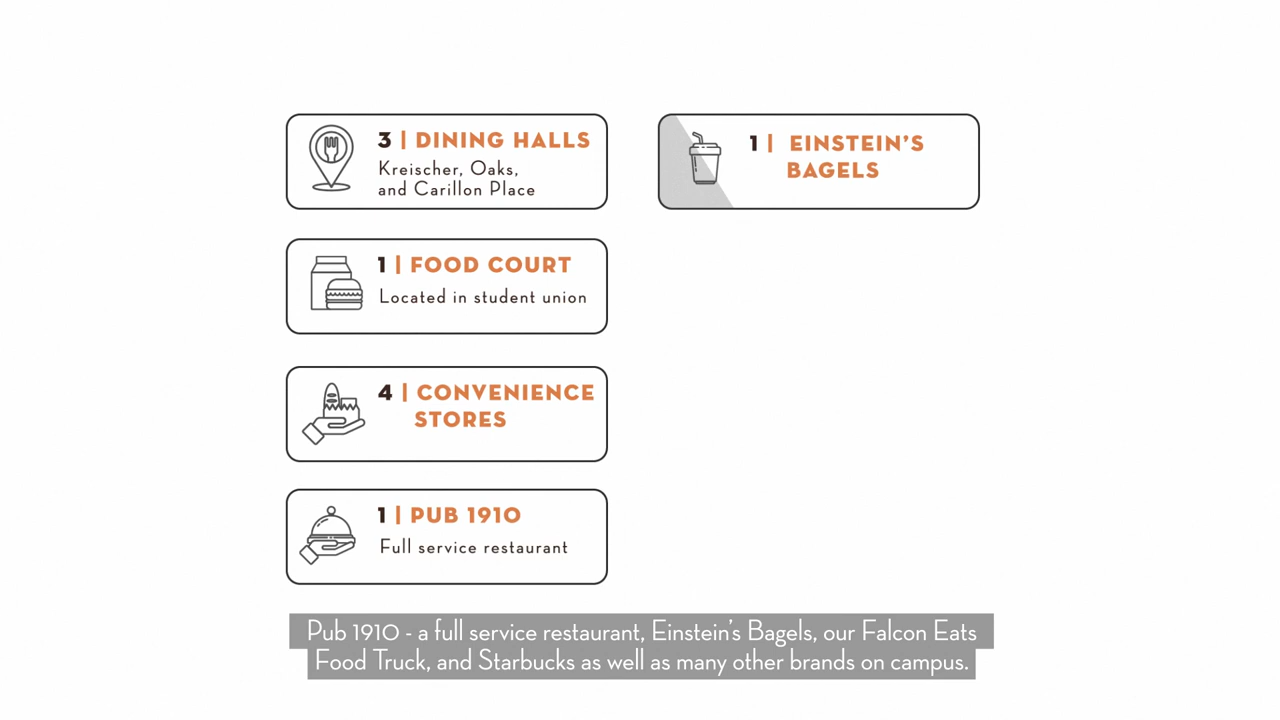 3 | DINING HALLS
Kreischer, Oaks,
and Carillon Place
1 | FOOD COURT
Located in student union
4 | CONVENIENCE
STORES
1 | PUB 1910
Full service restaurant
1 | EINSTEIN'S
BAGELS
Pub 1910 - a full service restaurant, Einstein's Bagels, our Falcon Eats
Food Truck, and Starbucks as well as many other brands on campus.